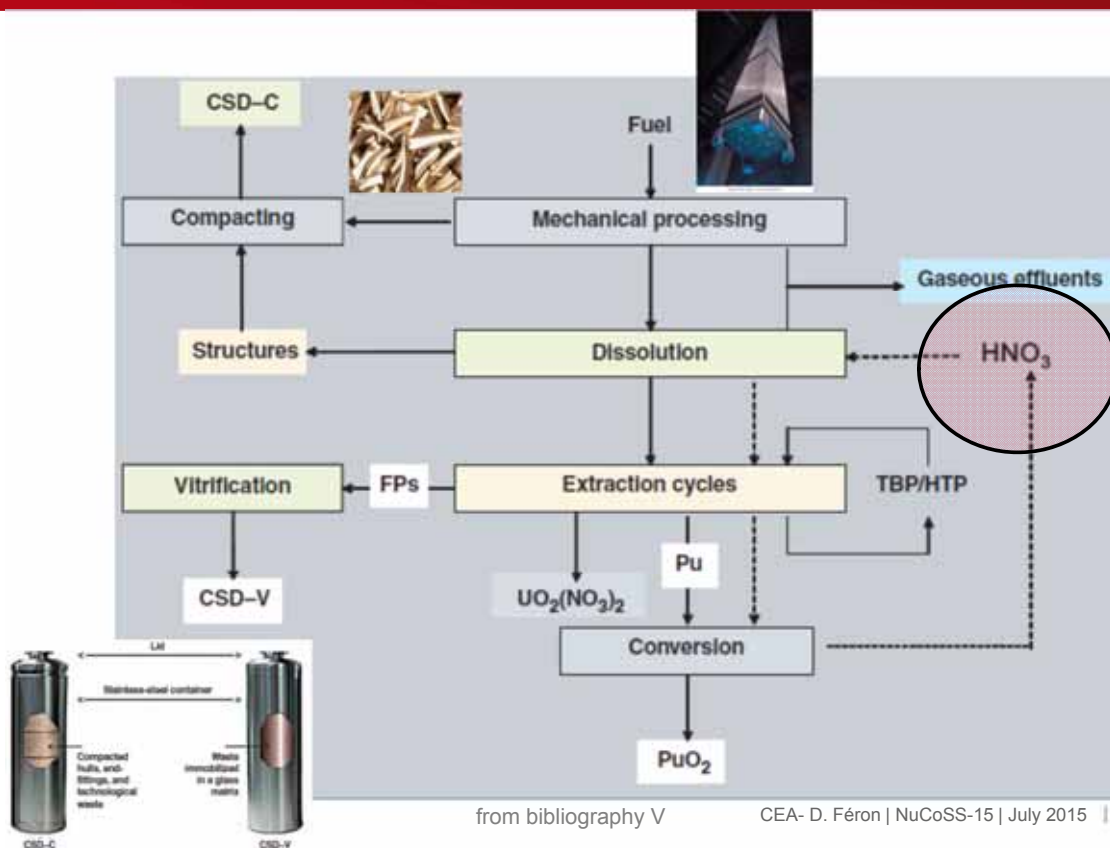 CSD–C
Fuel
Compacting
Mechanical processing
Gaseous effluents
Structures
Dissolution
HNO₃
Vitrification
FPs
Extraction cycles
TBP/HTP
CSD–V
UO₂(NO₃)₂
Pu
Conversion
PuO₂
Lid
Stainless-steel container
Compacted
hulls, end-
fittings, and
technological
waste
Waste
immobilized
in a glass
matrix
CSD–C
CSD–V
from bibliography V
CEA- D. Féron | NuCoSS-15 | July 2015